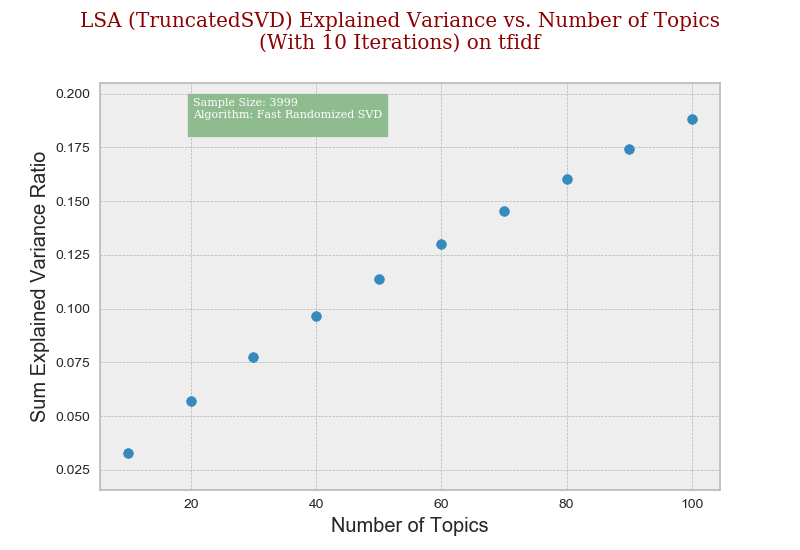 LSA (TruncatedSVD) Explained Variance vs. Number of Topics
(With 10 Iterations) on tfidf
Sample Size: 3999
Algorithm: Fast Randomized SVD
Sum Explained Variance Ratio
0.200
0.175
0.150
0.125
0.100
0.075
0.050
0.025
20 40 60 80 100
Number of Topics